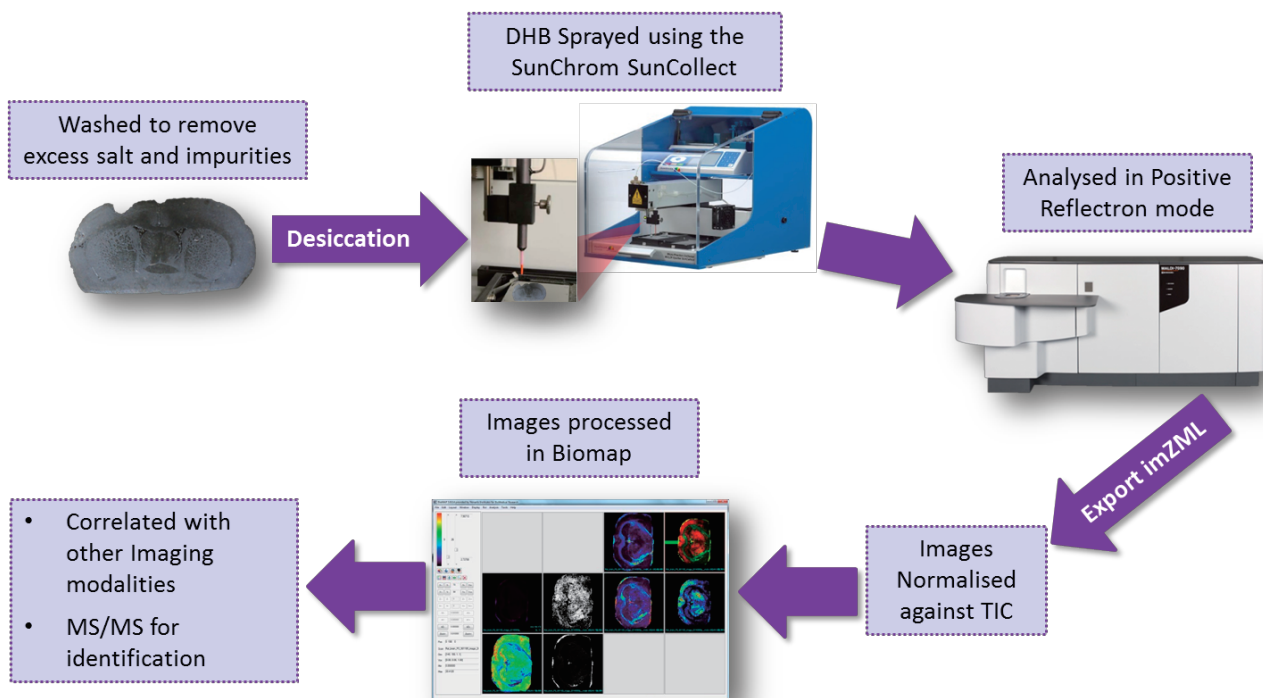 DHB Sprayed using the
SunChrom SunCollect
Washed to remove
excess salt and impurities
Desiccation
Analysed in Positive
Reflectron mode
Export imZML
Images
Normalised
against TIC
Images processed
in Biomap
• Correlated with
other Imaging
modalities
• MS/MS for
identification